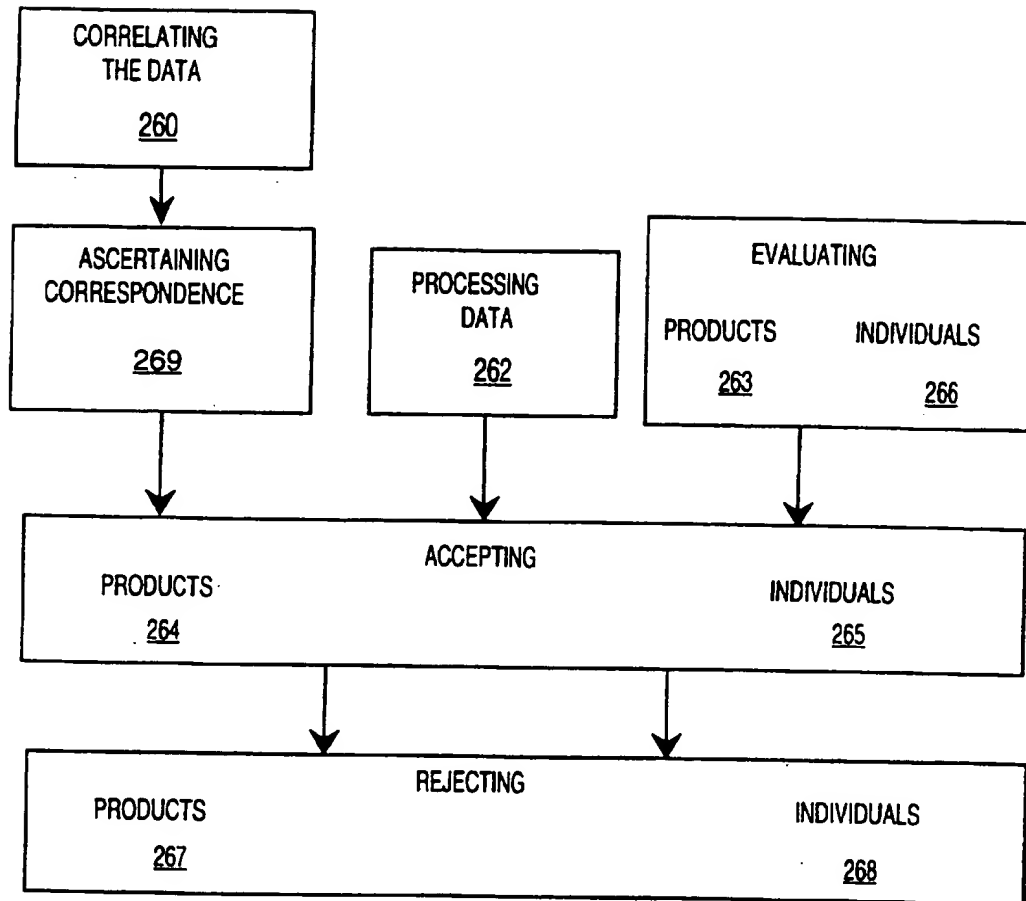 CORRELATING
THE DATA
260
ASCERTAINING
CORRESPONDENCE
269
PROCESSING
DATA
262
EVALUATING
PRODUCTS INDIVIDUALS
263 266
ACCEPTING
PRODUCTS INDIVIDUALS
264 265
REJECTING
PRODUCTS INDIVIDUALS
267 268